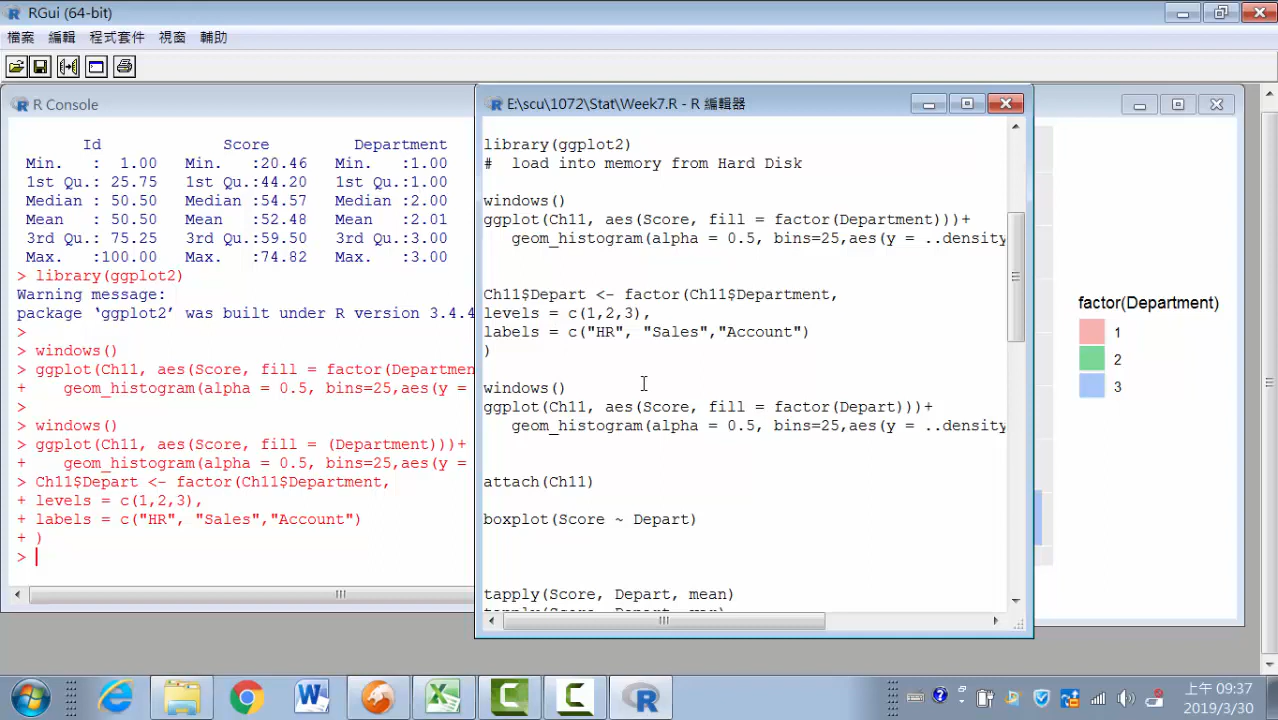 RGui (64-bit)
檔案 編輯 程式套件 視窗 輔助
R Console
Id Score Department
Min. : 1.00 Min. :20.46 Min. :1.00
1st Qu.: 25.75 1st Qu.:44.20 1st Qu.:1.00
Median : 50.50 Median :54.57 Median :2.00
Mean : 50.50 Mean :52.48 Mean :2.01
3rd Qu.: 75.25 3rd Qu.:59.50 3rd Qu.:3.00
Max. :100.00 Max. :74.82 Max. :3.00
> library(ggplot2)
Warning message:
package ‘ggplot2’ was built under R version 3.4.4
>
> windows()
> ggplot(Ch11, aes(Score, fill = factor(Departmen
+ geom_histogram(alpha = 0.5, bins=25,aes(y =
>
> windows()
> ggplot(Ch11, aes(Score, fill = (Department)))+
+ geom_histogram(alpha = 0.5, bins=25,aes(y =
> Ch11$Depart <- factor(Ch11$Department,
+ levels = c(1,2,3),
+ labels = c("HR", "Sales","Account")
+ )
>
E:\scu\1072\Stat\Week7.R - R 編輯器
library(ggplot2)
# load into memory from Hard Disk
windows()
ggplot(Ch11, aes(Score, fill = factor(Department)))+
geom_histogram(alpha = 0.5, bins=25,aes(y = ..density
Ch11$Depart <- factor(Ch11$Department,
levels = c(1,2,3),
labels = c("HR", "Sales","Account")
)
windows()
ggplot(Ch11, aes(Score, fill = factor(Depart)))+
geom_histogram(alpha = 0.5, bins=25,aes(y = ..density
attach(Ch11)
boxplot(Score ~ Depart)
tapply(Score, Depart, mean)
tapply(Score, Depart, var)
factor(Department)
1
2
3
上午 09:37
2019/3/30